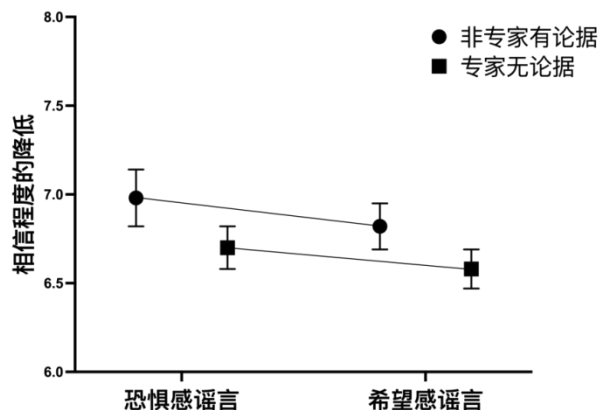 8.0
非专家有论据
专家无论据
7.5
相信程度的降低
7.0
6.5
6.0
恐惧感谣言
希望感谣言